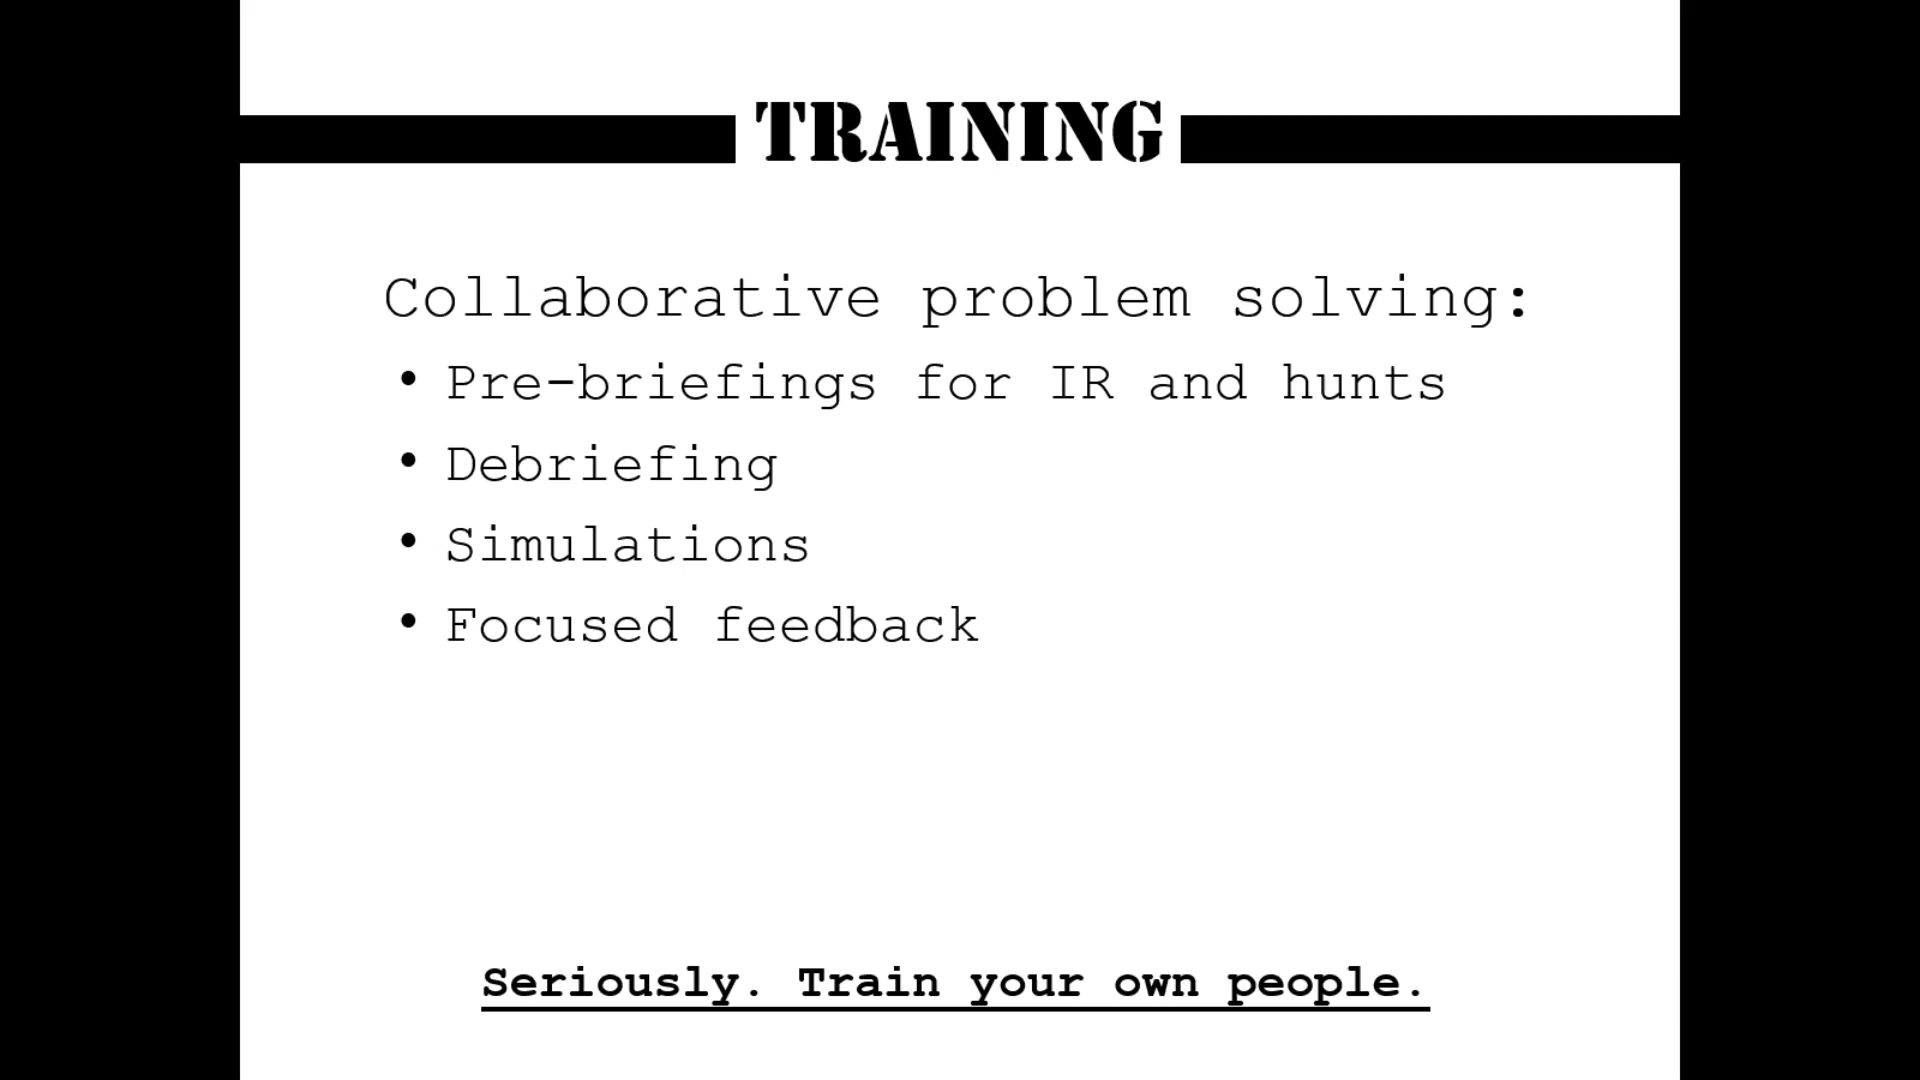 TRAINING
Collaborative problem solving:
• Pre-briefings for IR and hunts
• Debriefing
• Simulations
• Focused feedback
Seriously. Train your own people.